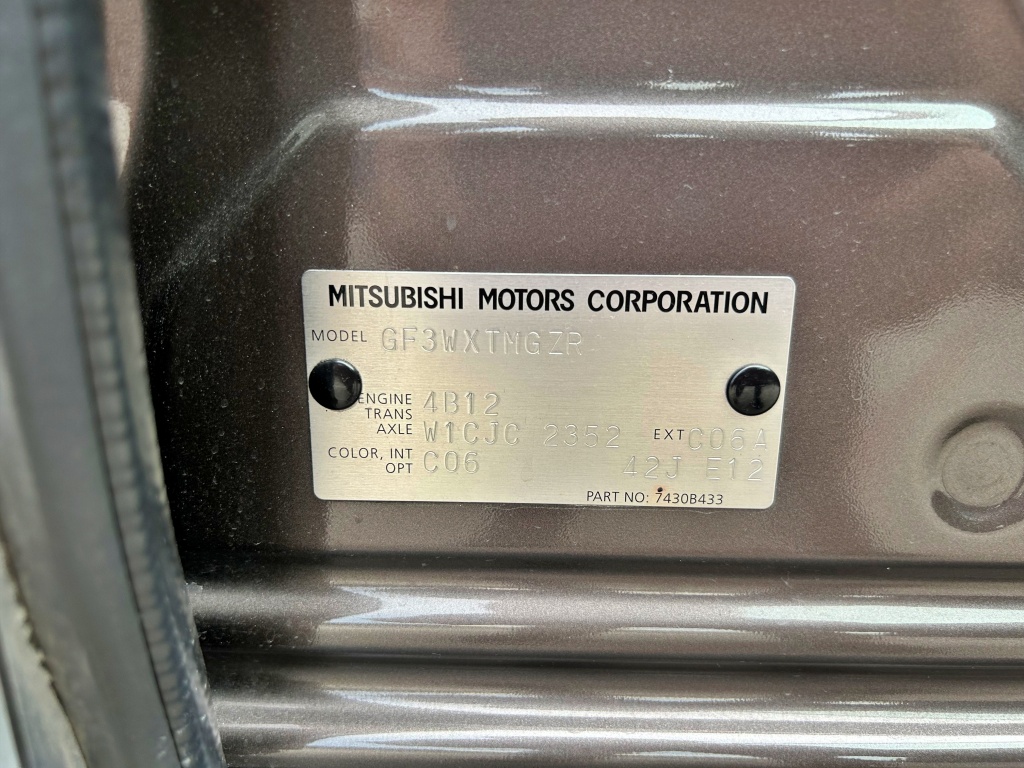 MITSUBISHI MOTORS CORPORATION
MODEL GF3WXTMGZR
ENGINE 4B12
TRANS
AXLE W1CJC 2352 EXT C06A
COLOR, INT
OPT C06 42J E12
PART NO: 7430B433